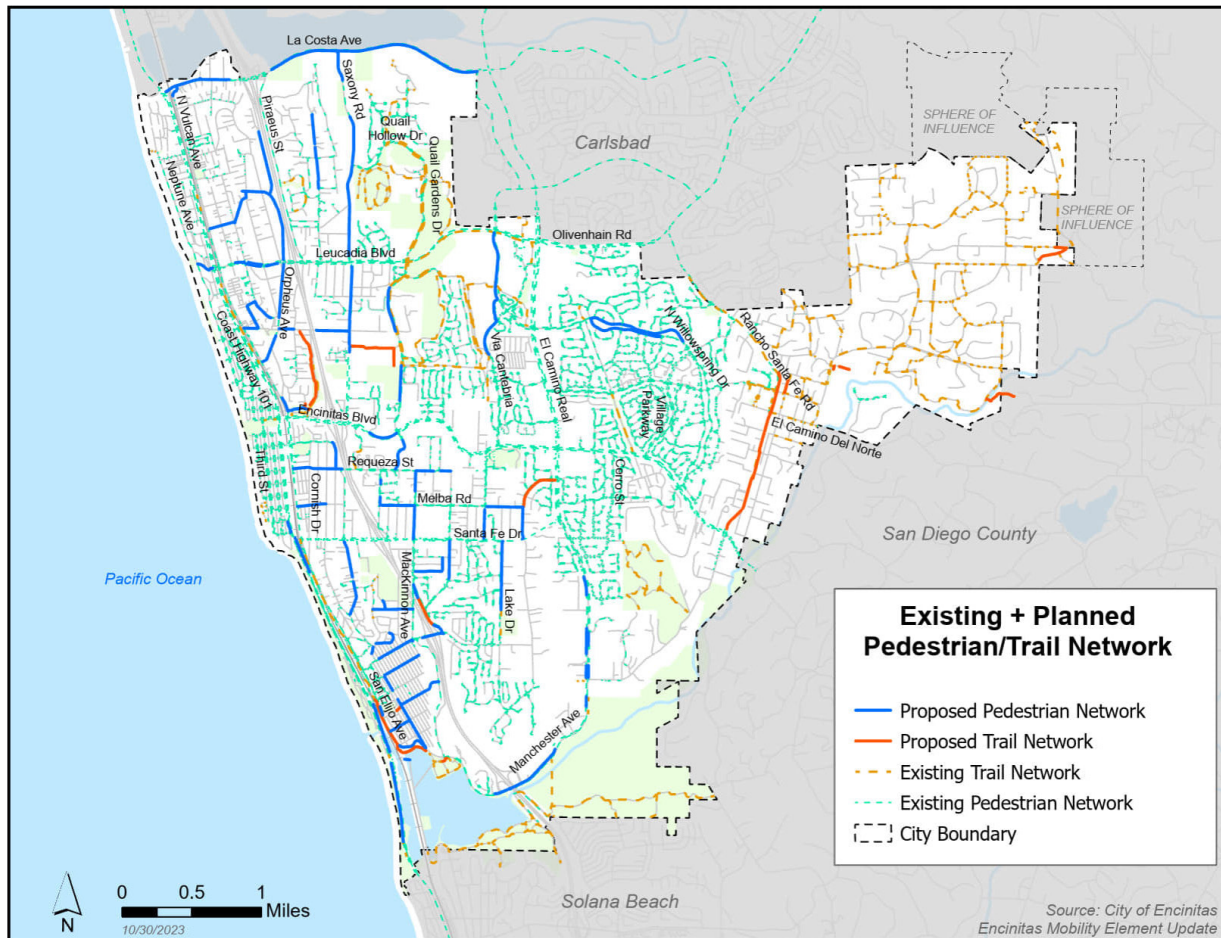 La Costa Ave
Saxony Rd
N Vulcan Ave
Piraeus St
Quail
Hollow Dr
Quail Gardens Dr
Neptune Ave
Carlsbad
SPHERE OF
INFLUENCE
SPHERE OF
INFLUENCE
Olivenhain Rd
Leucadia Blvd
Orpheus Ave
Coast Highway 101
Via Cantebria
El Camino Real
N Willowspring Dr
Rancho Santa Fe Rd
Village
Parkway
Encinitas Blvd
El Camino Del Norte
Third St
Requeza St
Cerro St
Cornish Dr
Melba Rd
Santa Fe Dr
San Diego County
Pacific Ocean
MacKinnon Ave
Lake Dr
San Elijo Ave
Manchester Ave
Existing + Planned
Pedestrian/Trail Network
Proposed Pedestrian Network
Proposed Trail Network
Existing Trail Network
Existing Pedestrian Network
City Boundary
0 0.5 1
Miles
N
10/30/2023
Solana Beach
Source: City of Encinitas
Encinitas Mobility Element Update